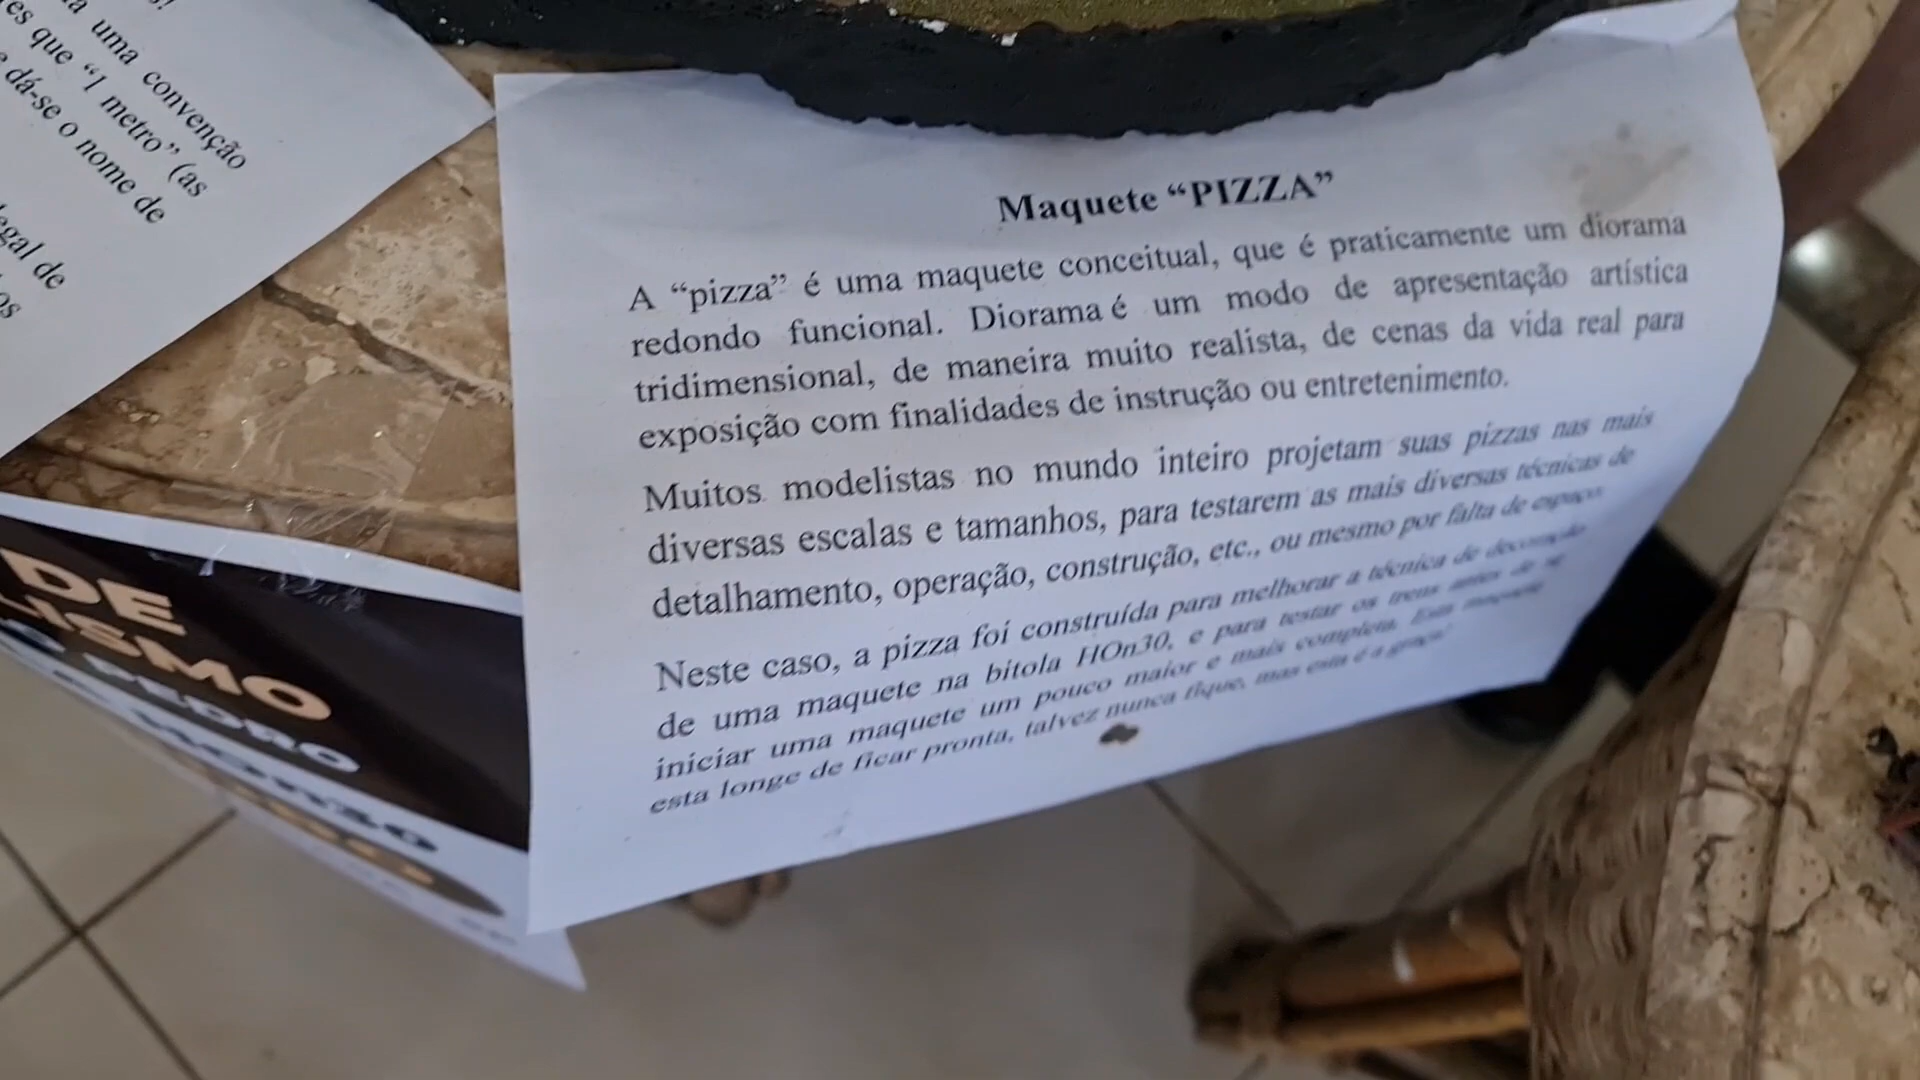 uma convenção
que “1 metro” (as
dá-se o nome de
egal de
os
Maquete “PIZZA”
A “pizza” é uma maquete conceitual, que é praticamente um diorama
redondo funcional. Diorama é um modo de apresentação artística
tridimensional, de maneira muito realista, de cenas da vida real para
exposição com finalidades de instrução ou entretenimento.
Muitos modelistas no mundo inteiro projetam suas pizzas nas mais
diversas escalas e tamanhos, para testarem as mais diversas técnicas de
detalhamento, operação, construção, etc., ou mesmo por falta de espaço.
Neste caso, a pizza foi construída para melhorar a técnica de decoração
de uma maquete na bitola HOn30, e para testar os trens antes de se
iniciar uma maquete um pouco maior e mais completa. Esta maquete
esta longe de ficar pronta, talvez nunca fique, mas esta é a graça!
DE
LISMO